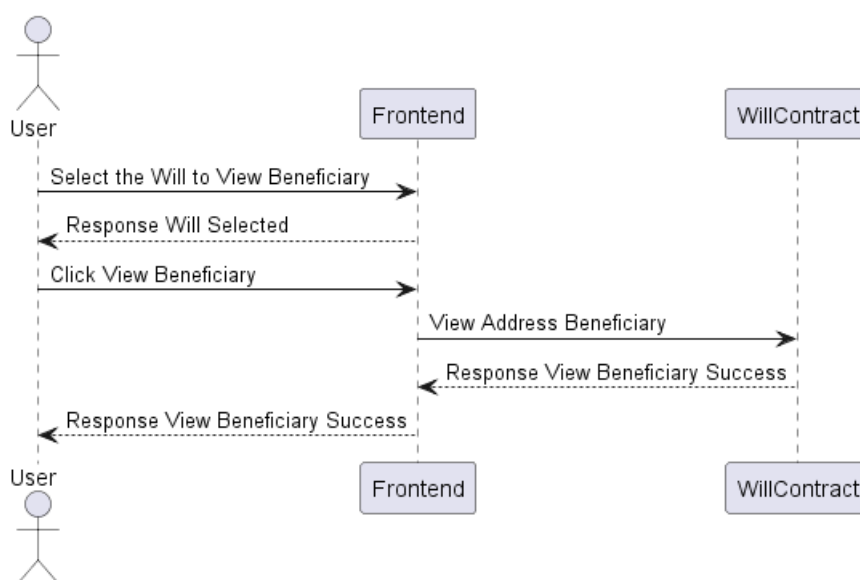 User
Frontend
WillContract
Select the Will to View Beneficiary
Response Will Selected
Click View Beneficiary
View Address Beneficiary
Response View Beneficiary Success
Response View Beneficiary Success
User
Frontend
WillContract